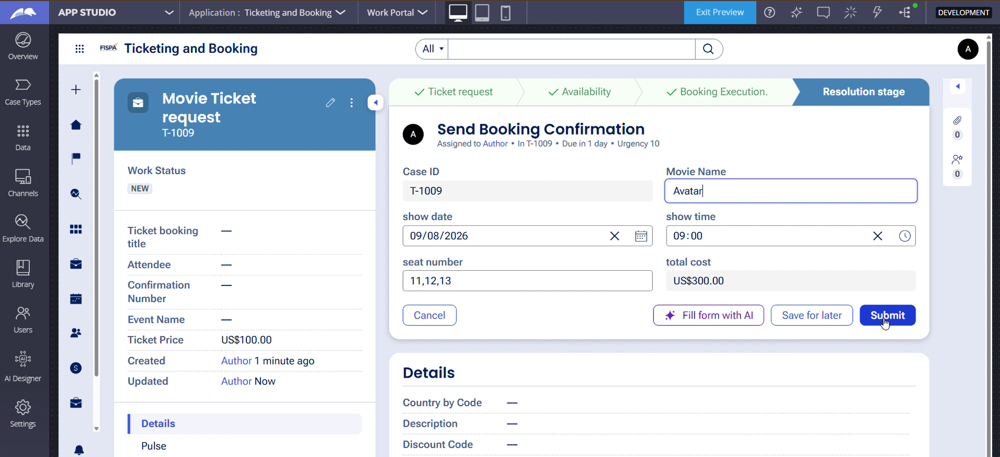 APP STUDIO
Application : Ticketing and Booking
Work Portal
Exit Preview
DEVELOPMENT
Overview
Case Types
Data
Channels
Explore Data
Library
Users
AI
AI Designer
Settings
FISPA
Ticketing and Booking
All
A
S
Movie Ticket
request
T-1009
Work Status
NEW
Ticket booking
title
—
Attendee —
Confirmation
Number
—
Event Name —
Ticket Price US$100.00
Created Author 1 minute ago
Updated Author Now
Details
Pulse
Ticket request
Availability
Booking Execution.
Resolution stage
A
Send Booking Confirmation
Assigned to Author • In T-1009 • Due in 1 day • Urgency 10
Case ID
T-1009
Movie Name
Avatar
show date
09/08/2026
show time
09:00
seat number
11,12,13
total cost
US$300.00
Cancel
Fill form with AI
Save for later
Submit
Details
Country by Code —
Description —
Discount Code —
0
0